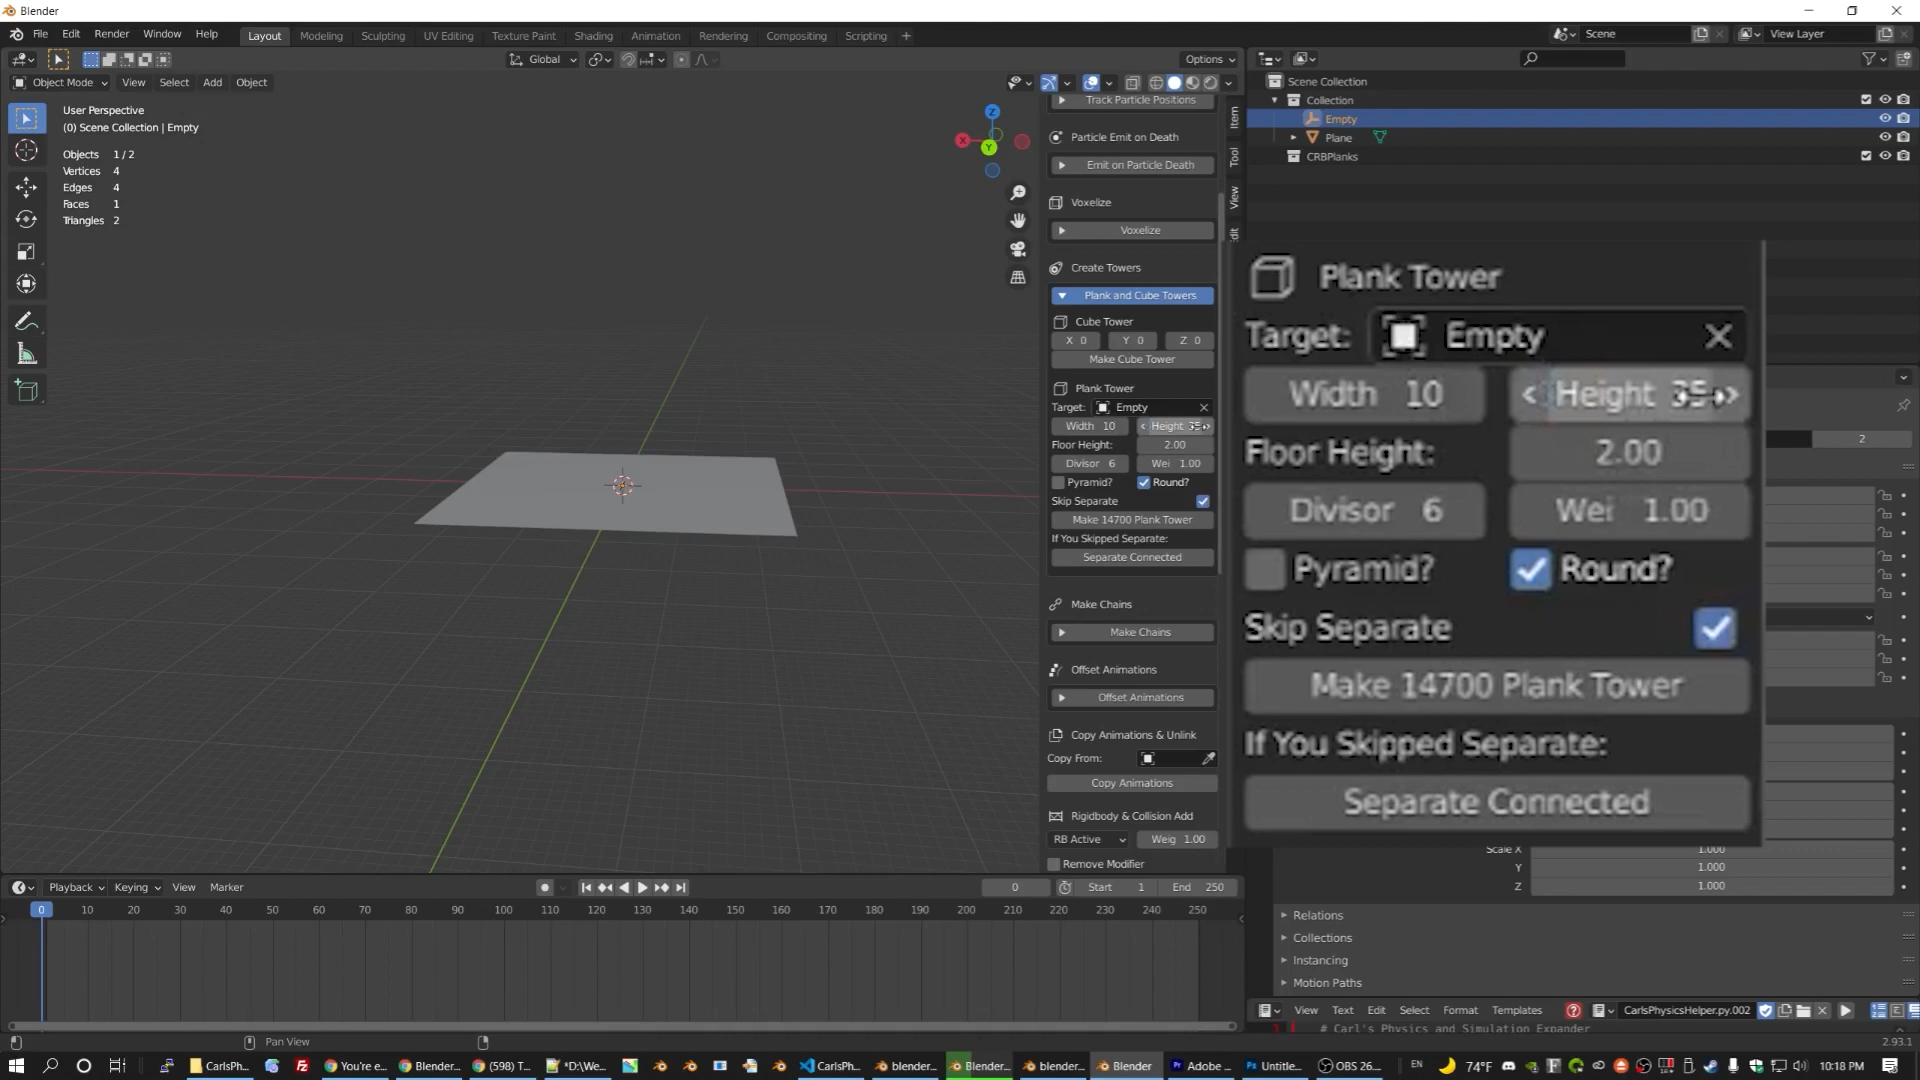 Blender
File Edit Render Window Help
Layout Modeling Sculpting UV Editing Texture Paint Shading Animation Rendering Compositing Scripting +
Scene
View Layer
Global
Options
Object Mode View Select Add Object
User Perspective
(0) Scene Collection | Empty
Objects 1 / 2
Vertices 4
Edges 4
Faces 1
Triangles 2
Z
X
Y
Track Particle Positions
Particle Emit on Death
Emit on Particle Death
Voxelize
Voxelize
Create Towers
Plank and Cube Towers
Cube Tower
X 0 Y 0 Z 0
Make Cube Tower
Plank Tower
Target: Empty
Width 10 Height 35
Floor Height: 2.00
Divisor 6 Wei 1.00
Pyramid? Round?
Skip Separate
Make 14700 Plank Tower
If You Skipped Separate:
Separate Connected
Make Chains
Make Chains
Offset Animations
Offset Animations
Copy Animations & Unlink
Copy From:
Copy Animations
Rigidbody & Collision Add
RB Active Weig 1.00
Remove Modifier
Item
Tool
View
Scene Collection
Collection
Empty
Plane
CRBPlanks
Plank Tower
Target: Empty
Width 10 Height 35
Floor Height: 2.00
Divisor 6 Wei 1.00
Pyramid? Round?
Skip Separate
Make 14700 Plank Tower
If You Skipped Separate:
Separate Connected
2
Scale X 1.000
Y 1.000
Z 1.000
Relations
Collections
Instancing
Motion Paths
Playback Keying View Marker
0 Start 1 End 250
0 10 20 30 40 50 60 70 80 90 100 110 120 130 140 150 160 170 180 190 200 210 220 230 240 250
View Text Edit Select Format Templates CarlsPhysicsHelper.py.002
1 # Carl's Physics and Simulation Expander
Pan View
2.93.1
CarlsPh... You're e... Blender... (598) T... *D:\We... CarlsPh... blender... Blender... blender... Blender Adobe ... Untitle... OBS 26....
EN 74°F 10:18 PM